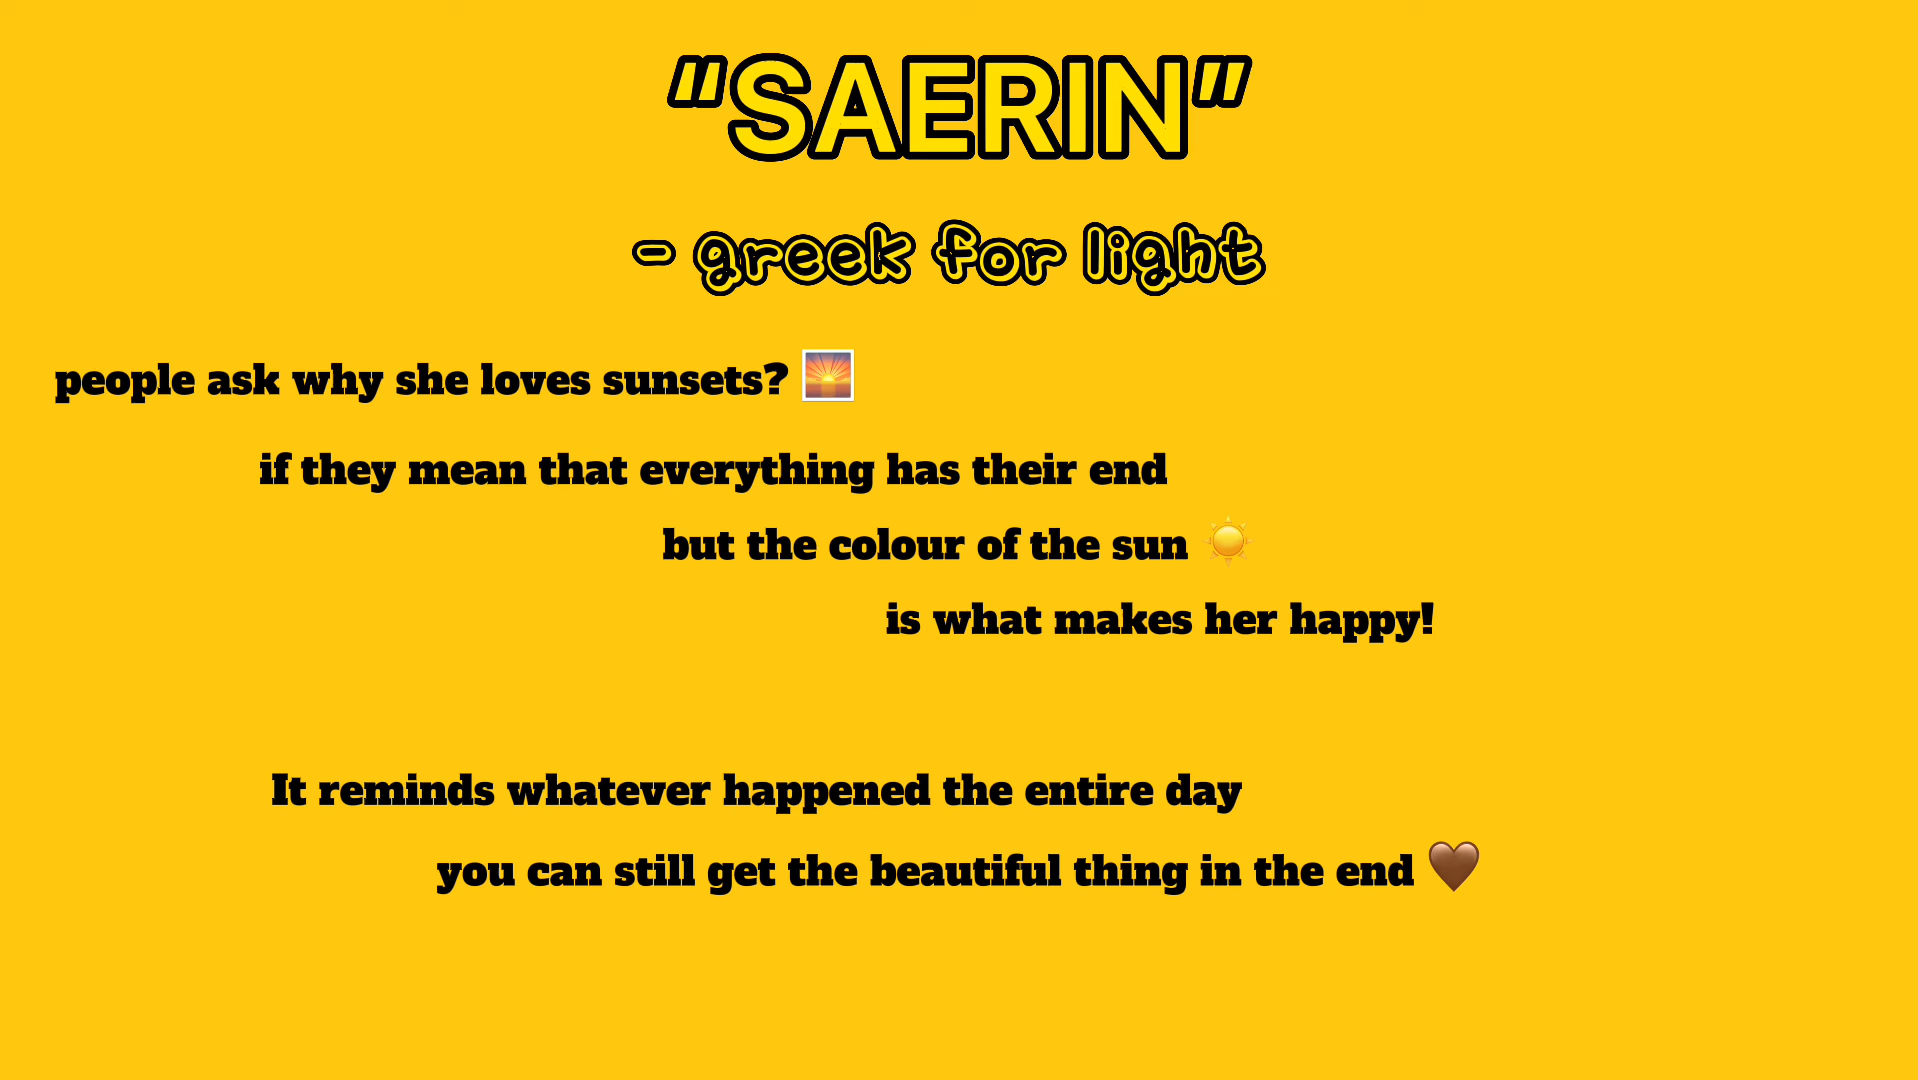 "SAERIN"
- greek for light
people ask why she loves sunsets? 🌅
if they mean that everything has their end
but the colour of the sun ☀️
is what makes her happy!
It reminds whatever happened the entire day
you can still get the beautiful thing in the end 🤎